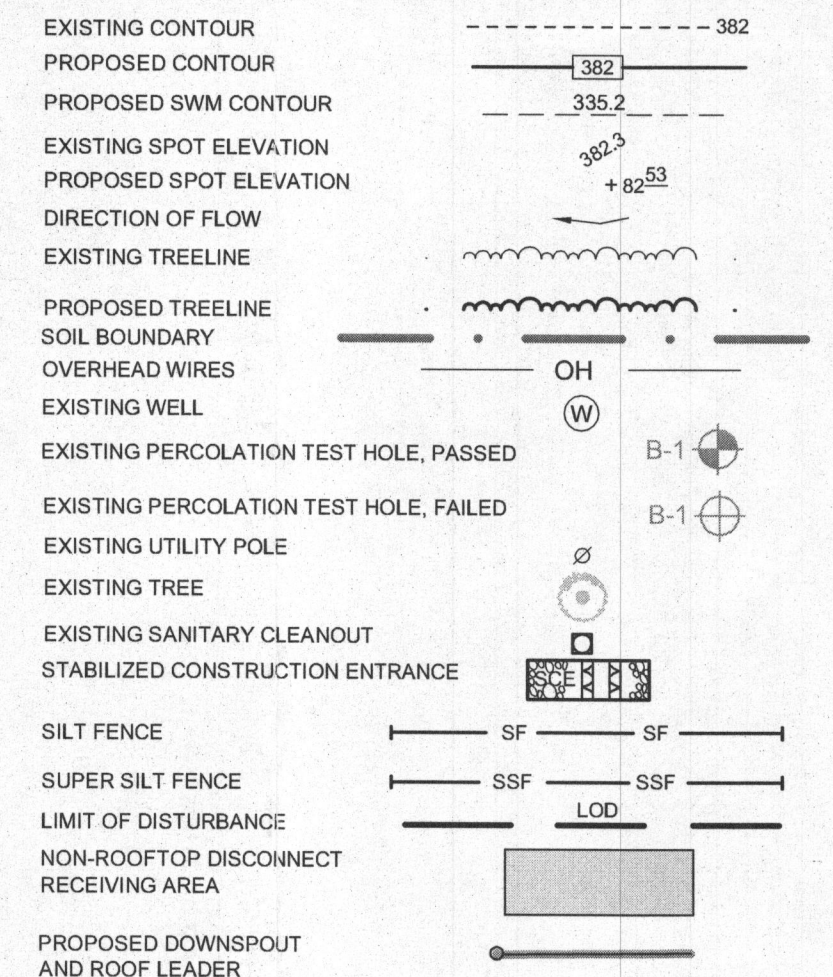 EXISTING CONTOUR 382
PROPOSED CONTOUR 382
PROPOSED SWM CONTOUR 335.2
EXISTING SPOT ELEVATION 382.3
PROPOSED SPOT ELEVATION +82 53
DIRECTION OF FLOW
EXISTING TREELINE
PROPOSED TREELINE
SOIL BOUNDARY
OVERHEAD WIRES OH
EXISTING WELL W
EXISTING PERCOLATION TEST HOLE, PASSED B-1
EXISTING PERCOLATION TEST HOLE, FAILED B-1
EXISTING UTILITY POLE
EXISTING TREE
EXISTING SANITARY CLEANOUT
STABILIZED CONSTRUCTION ENTRANCE SCE
SILT FENCE SF SF
SUPER SILT FENCE SSF SSF
LIMIT OF DISTURBANCE LOD
NON-ROOFTOP DISCONNECT
RECEIVING AREA
PROPOSED DOWNSPOUT
AND ROOF LEADER